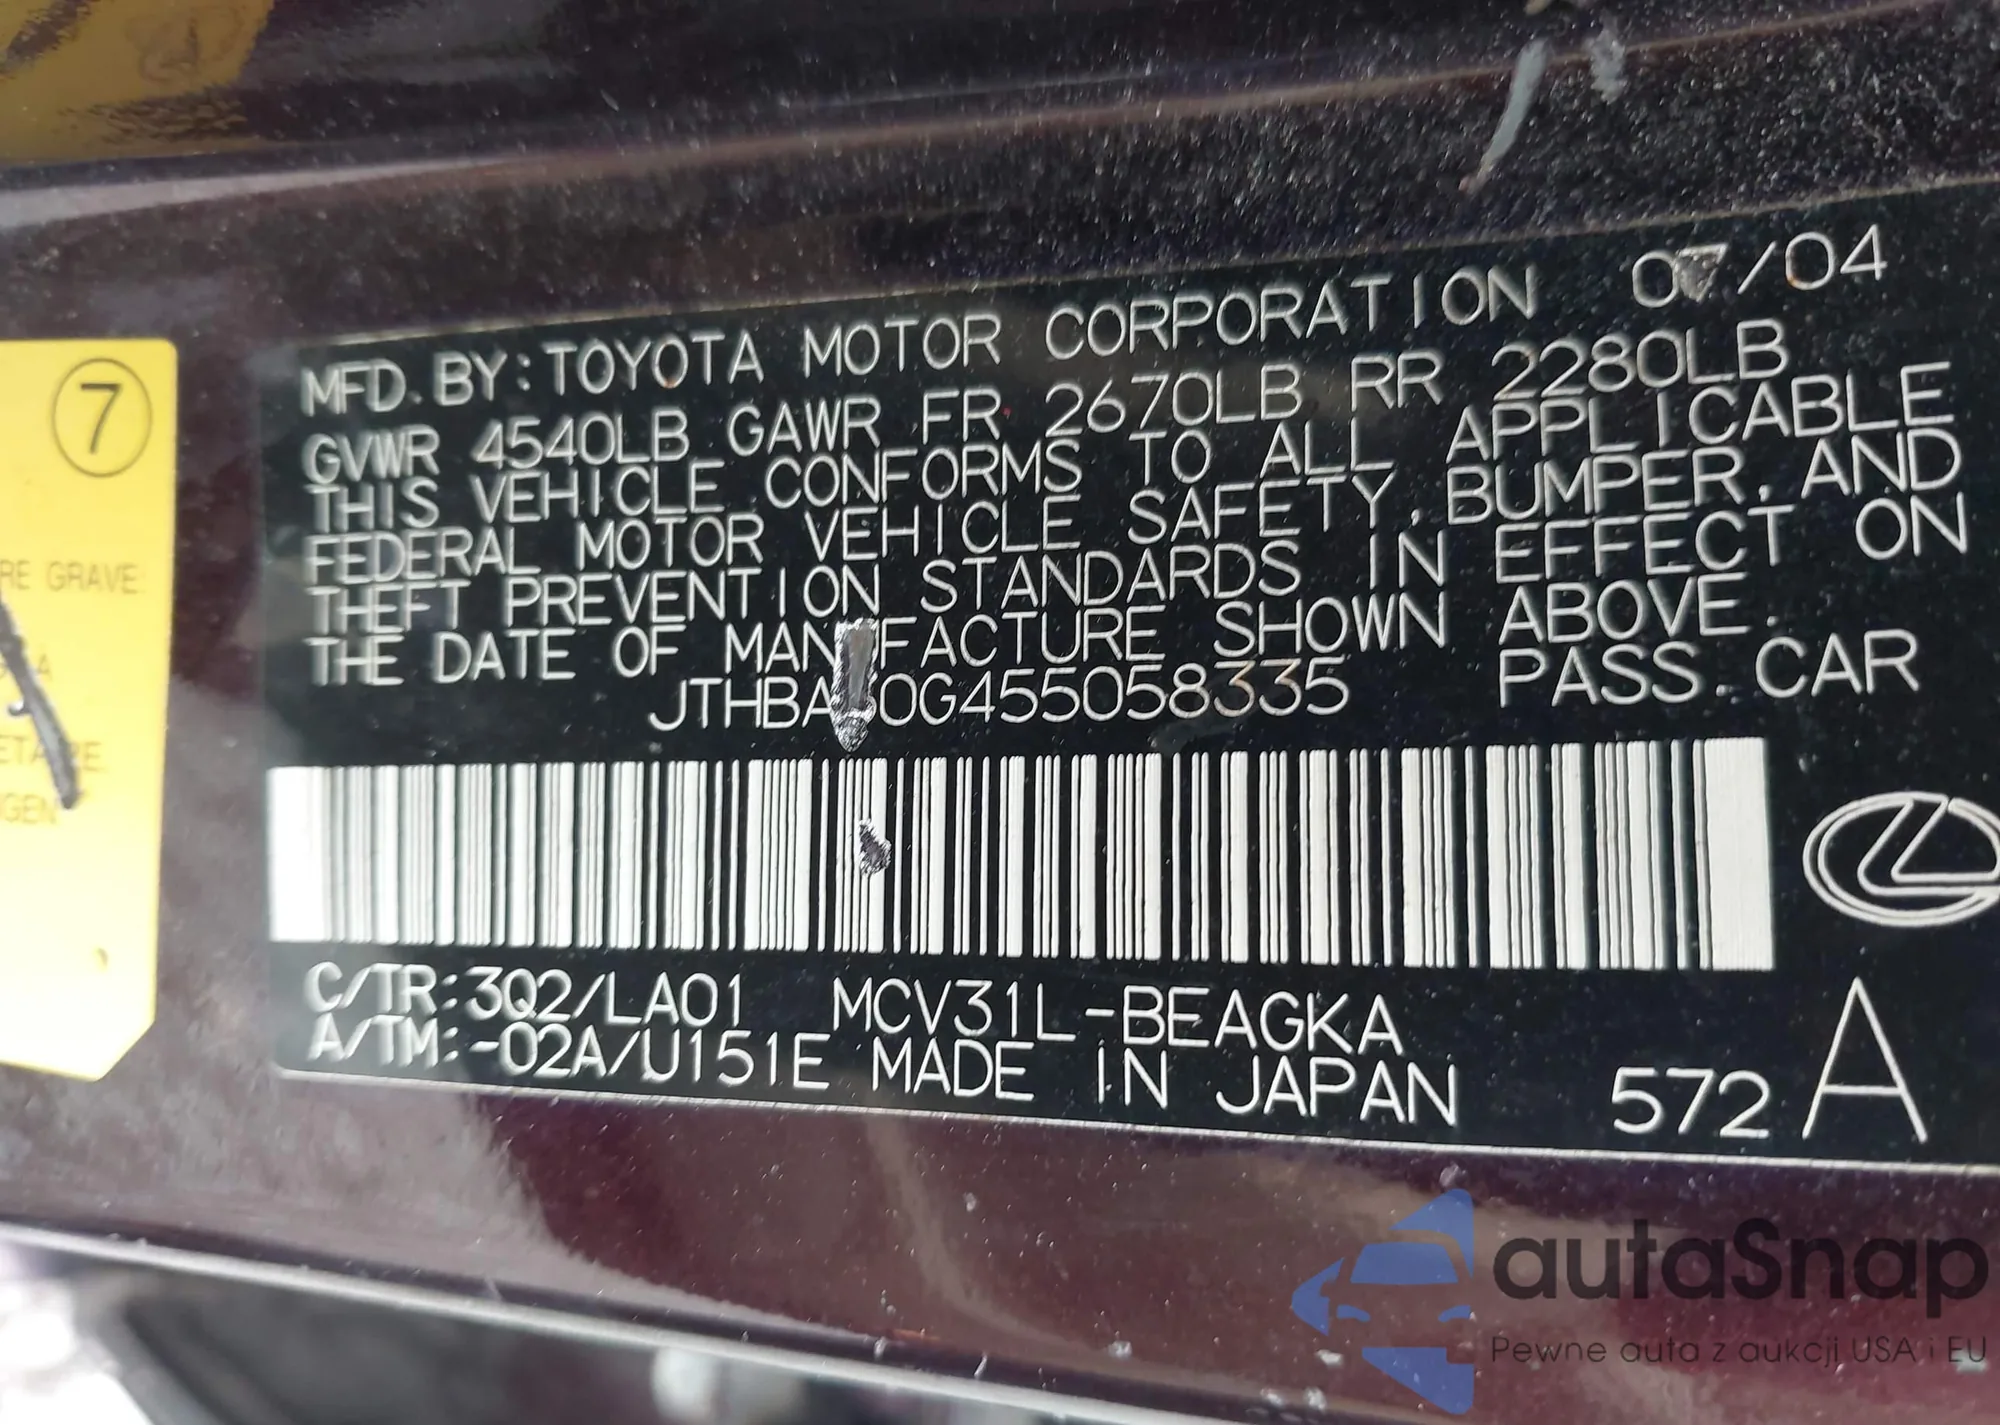 MFD. BY: TOYOTA MOTOR CORPORATION 07/04
GVWR 4540LB GAWR FR 2670LB RR 2280LB
THIS VEHICLE CONFORMS TO ALL APPLICABLE
FEDERAL MOTOR VEHICLE SAFETY, BUMPER, AND
THEFT PREVENTION STANDARDS IN EFFECT ON
THE DATE OF MANUFACTURE SHOWN ABOVE.
PASS. CAR
C/TR: 3Q2/LA01 MCV31L-BEAGKA
A/TM: -02A/U151E MADE IN JAPAN
572 A
7
RE GRAVE
autaSnap
Pewne auta z aukcji USA i EU